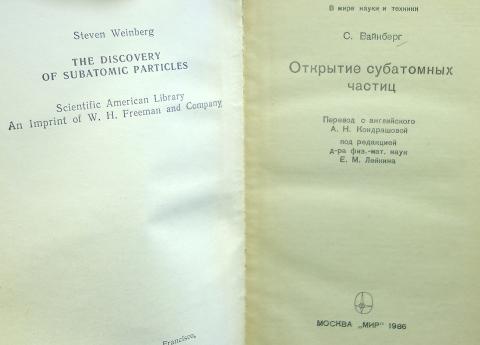 Steven Weinberg
THE DISCOVERY
OF SUBATOMIC PARTICLES
Scientific American Library
An Imprint of W. H. Freeman and Company
Francisco,
В мире науки и техники
С. Вайнберг
Открытие субатомных
частиц
Перевод с английского
А. Н. Кондрашовой
под редакцией
д-ра физ.-мат. наук
Е. М. Лейкина
МОСКВА „МИР" 1986